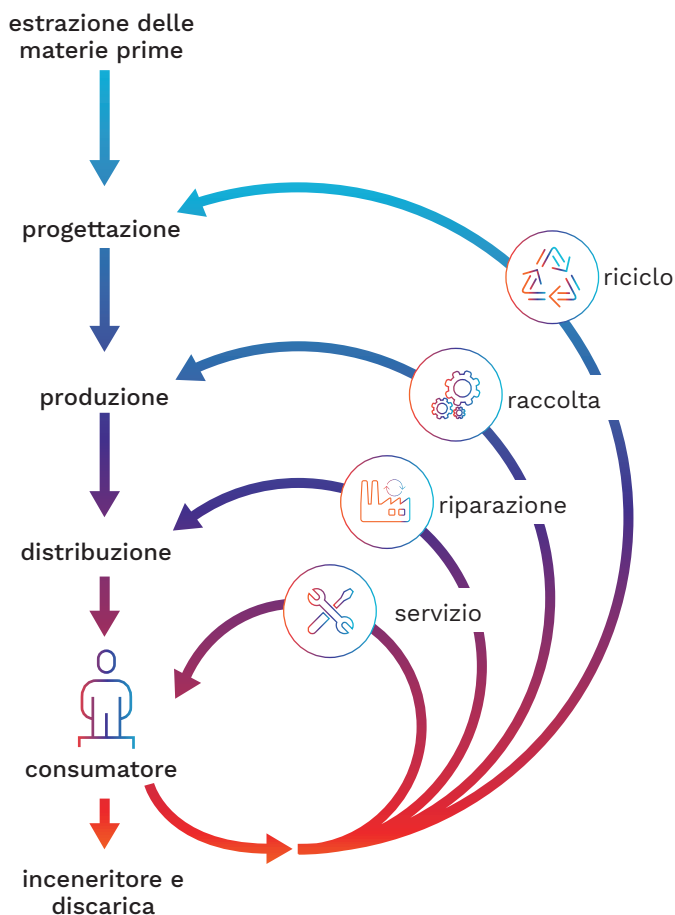 estrazione delle
materie prime
progettazione
riciclo
produzione
raccolta
riparazione
distribuzione
servizio
consumatore
inceneritore e
discarica